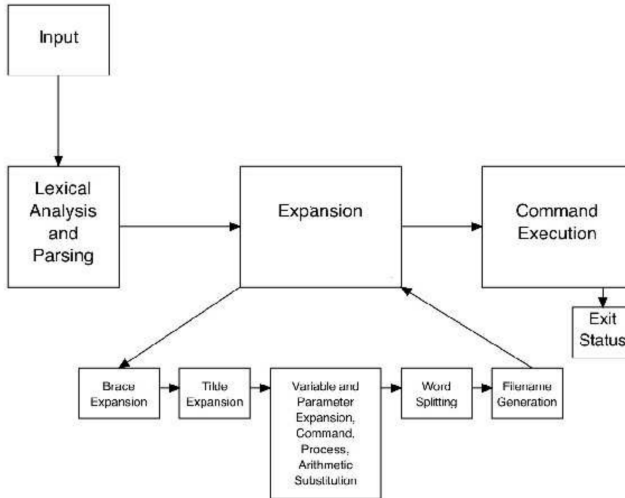 Input
Lexical
Analysis
and
Parsing
Expansion
Command
Execution
Exit
Status
Brace
Expansion
Tilde
Expansion
Variable and
Parameter
Expansion,
Command,
Process,
Arithmetic
Substitution
Word
Splitting
Filename
Generation